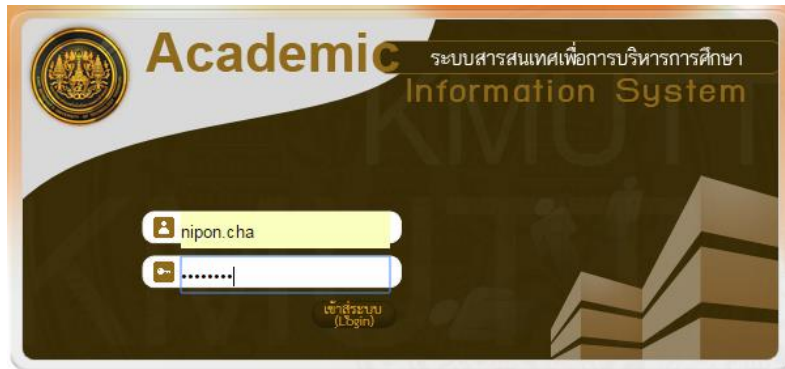 Academic
ระบบสารสนเทศเพื่อการบริหารการศึกษา
Information System
KMUTT
KMUTT
nipon.cha
••••••••
เข้าสู่ระบบ
(Login)